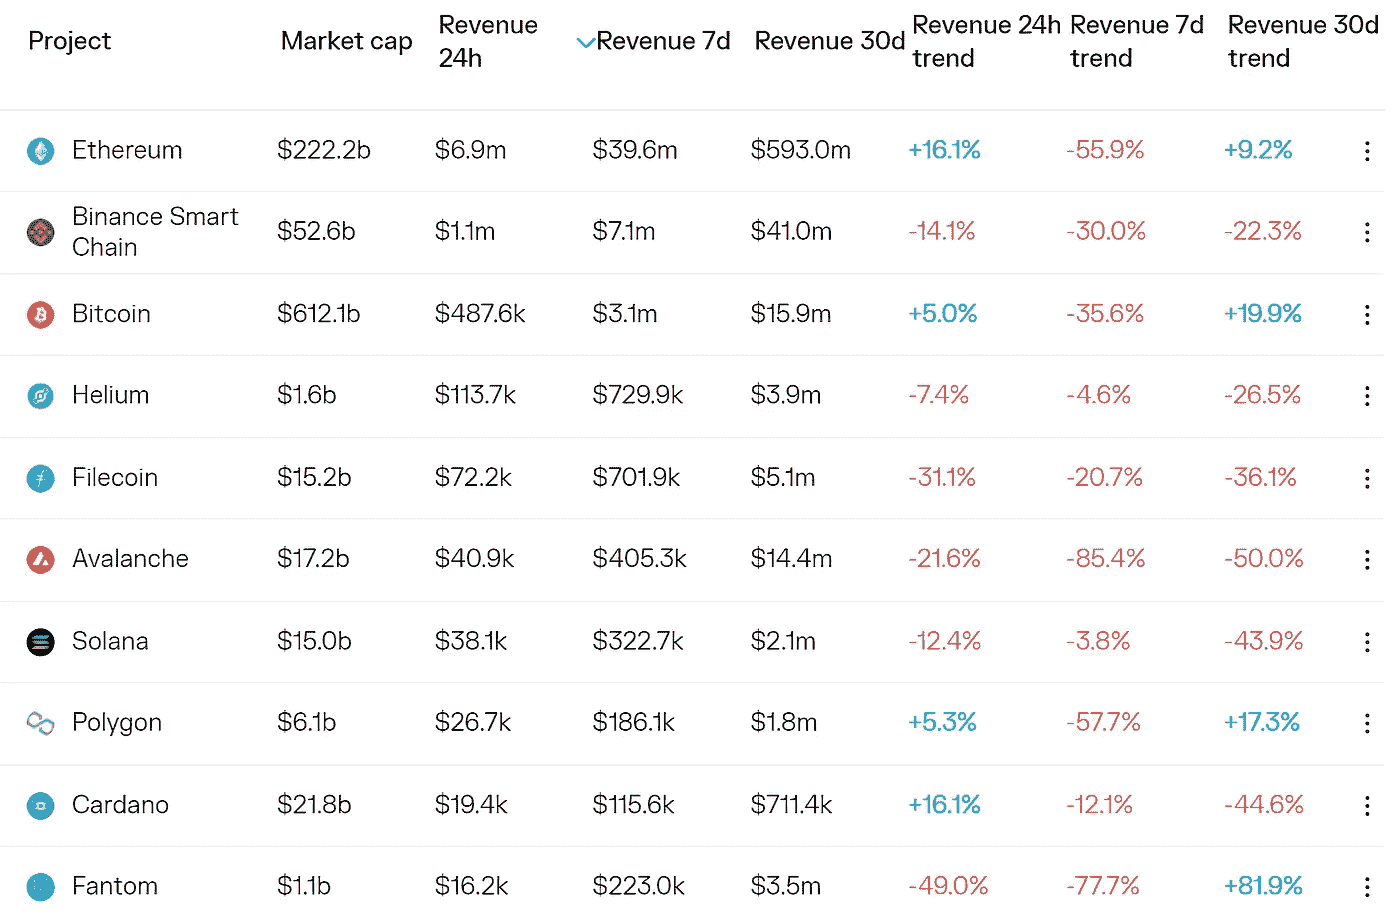 Project Market cap Revenue 24h Revenue 7d Revenue 30d Revenue 24h trend Revenue 7d trend Revenue 30d trend
Ethereum $222.2b $6.9m $39.6m $593.0m +16.1% -55.9% +9.2%
Binance Smart Chain $52.6b $1.1m $7.1m $41.0m -14.1% -30.0% -22.3%
Bitcoin $612.1b $487.6k $3.1m $15.9m +5.0% -35.6% +19.9%
Helium $1.6b $113.7k $729.9k $3.9m -7.4% -4.6% -26.5%
Filecoin $15.2b $72.2k $701.9k $5.1m -31.1% -20.7% -36.1%
Avalanche $17.2b $40.9k $405.3k $14.4m -21.6% -85.4% -50.0%
Solana $15.0b $38.1k $322.7k $2.1m -12.4% -3.8% -43.9%
Polygon $6.1b $26.7k $186.1k $1.8m +5.3% -57.7% +17.3%
Cardano $21.8b $19.4k $115.6k $711.4k +16.1% -12.1% -44.6%
Fantom $1.1b $16.2k $223.0k $3.5m -49.0% -77.7% +81.9%